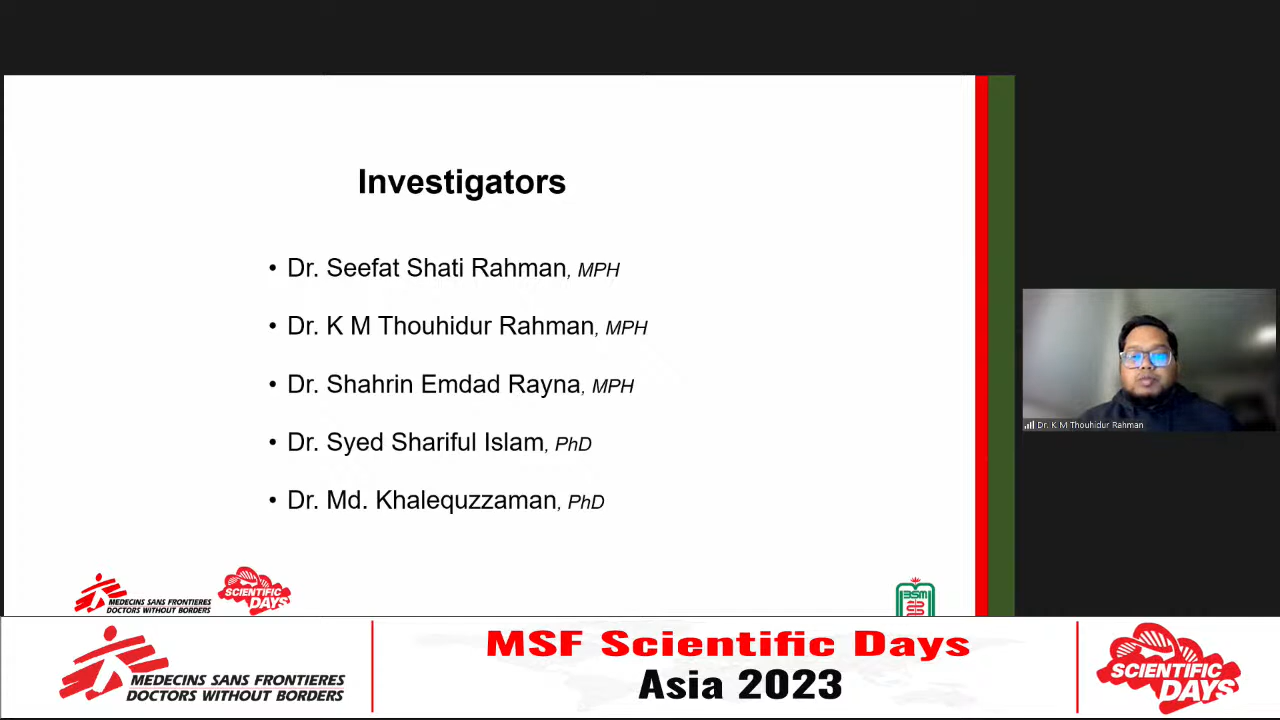 Investigators
• Dr. Seefat Shati Rahman, MPH
• Dr. K M Thouhidur Rahman, MPH
• Dr. Shahrin Emdad Rayna, MPH
• Dr. Syed Shariful Islam, PhD
• Dr. Md. Khalequzzaman, PhD
Dr. K M Thouhidur Rahman
MEDECINS SANS FRONTIERES
DOCTORS WITHOUT BORDERS
SCIENTIFIC
DAYS
BSM
MEDECINS SANS FRONTIERES
DOCTORS WITHOUT BORDERS
MSF Scientific Days
Asia 2023
SCIENTIFIC
DAYS